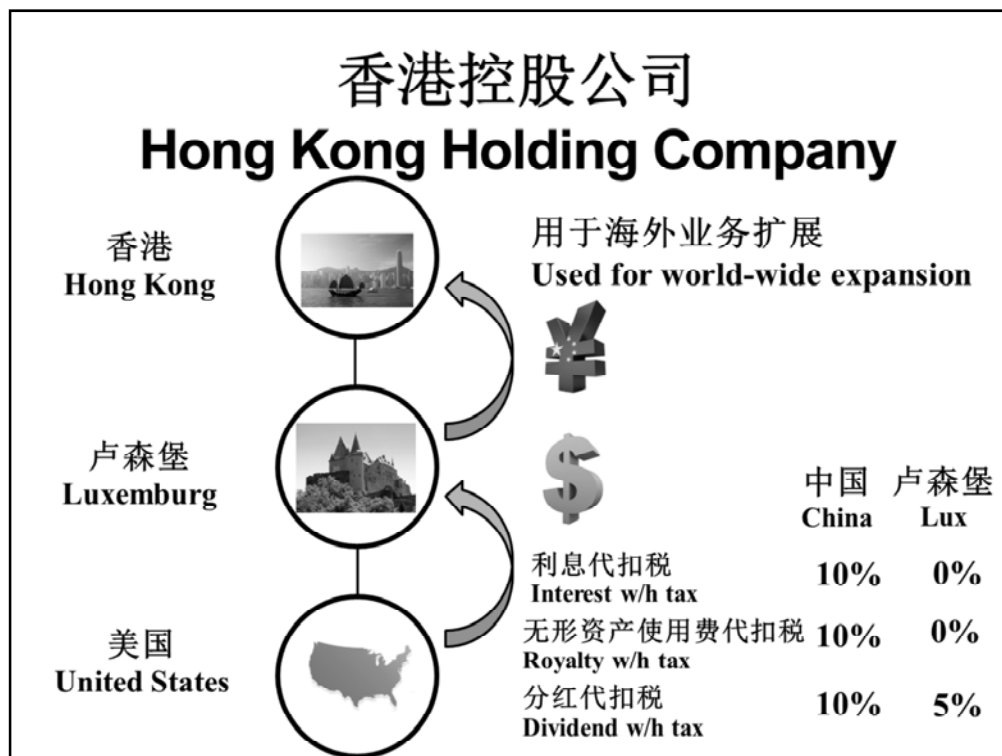 香港控股公司
Hong Kong Holding Company
香港
Hong Kong
用于海外业务扩展
Used for world-wide expansion
卢森堡
Luxemburg
中国 卢森堡
China Lux
利息代扣税 10% 0%
Interest w/h tax
无形资产使用费代扣税 10% 0%
Royalty w/h tax
美国
United States
分红代扣税 10% 5%
Dividend w/h tax